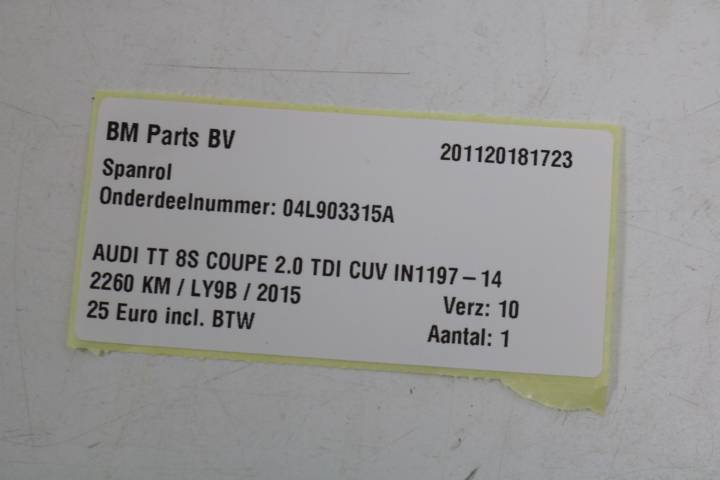 BM Parts BV
201120181723
Spanrol
Onderdeelnummer: 04L903315A
AUDI TT 8S COUPE 2.0 TDI CUV IN1197-14
2260 KM / LY9B / 2015
Verz: 10
25 Euro incl. BTW
Aantal: 1